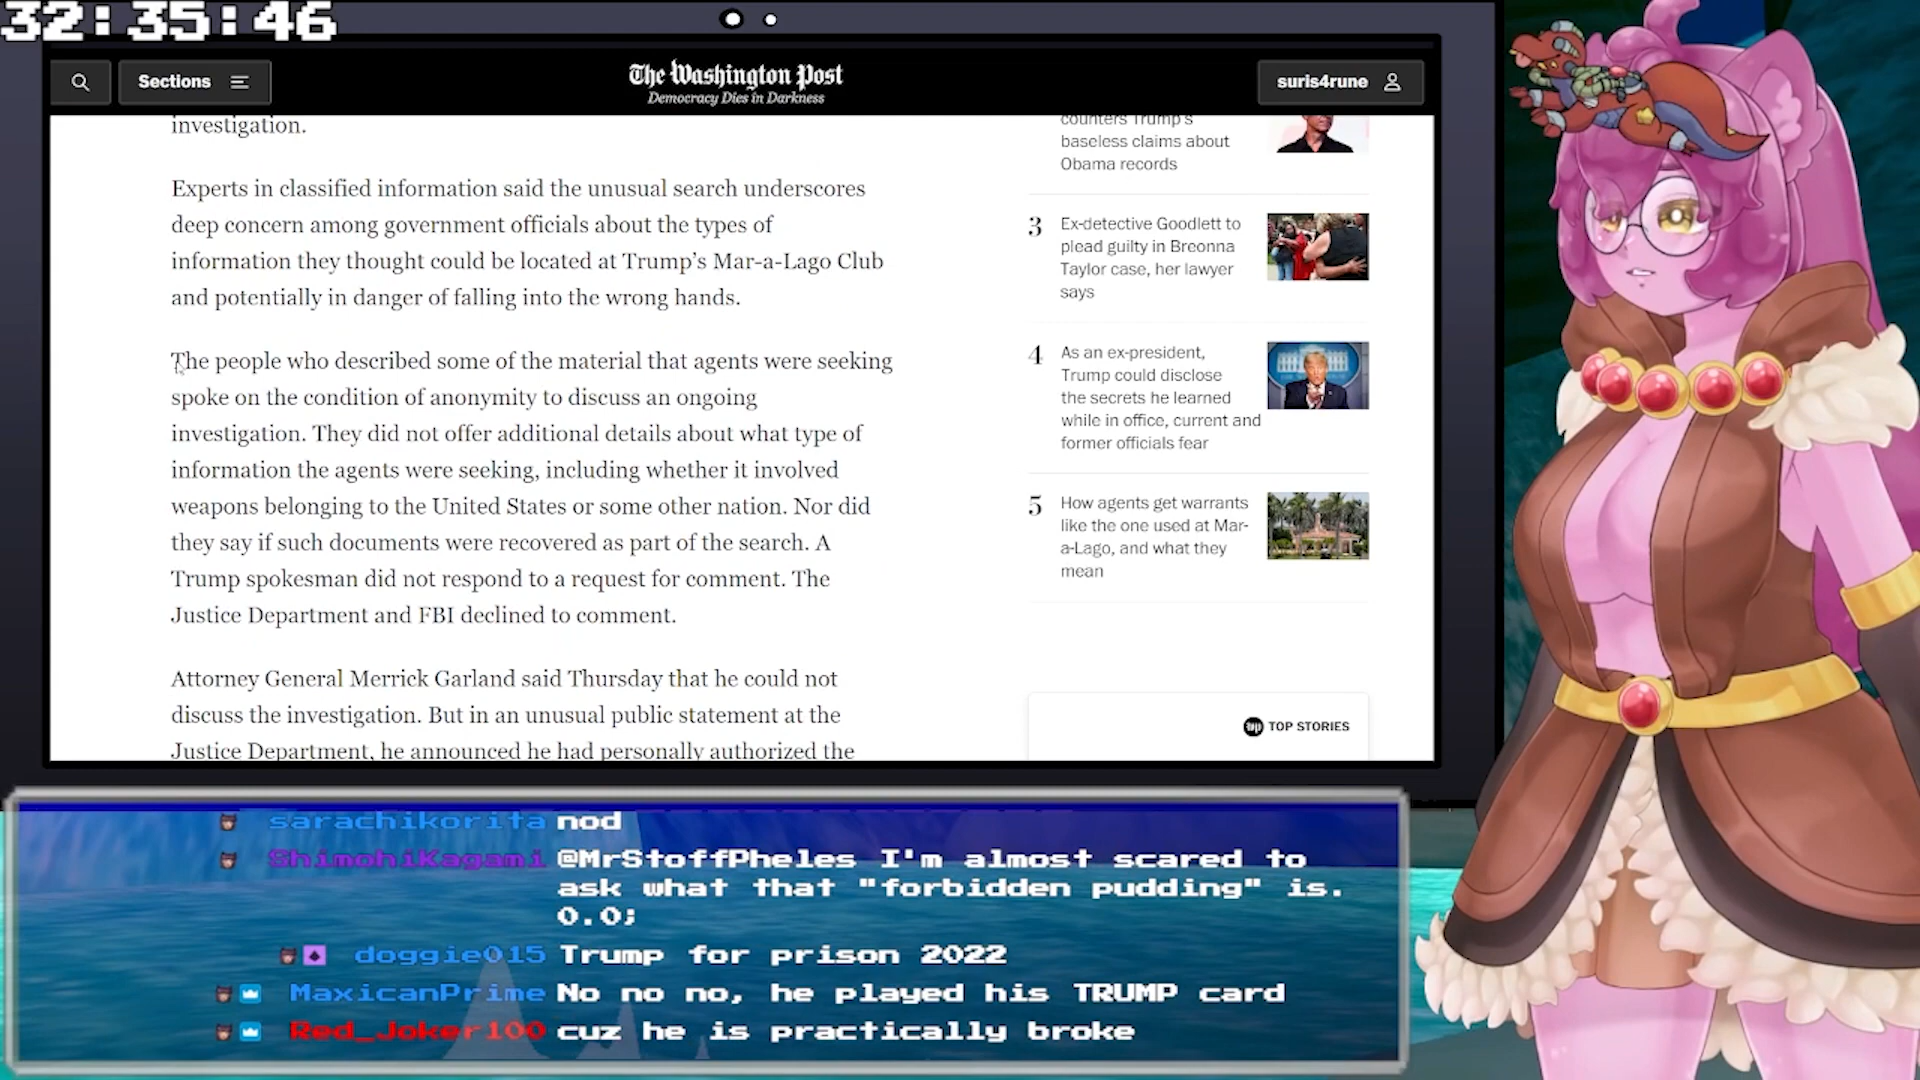 32:35:46
Sections
The Washington Post
Democracy Dies in Darkness
suris4rune
investigation.
Experts in classified information said the unusual search underscores
deep concern among government officials about the types of
information they thought could be located at Trump's Mar-a-Lago Club
and potentially in danger of falling into the wrong hands.
The people who described some of the material that agents were seeking
spoke on the condition of anonymity to discuss an ongoing
investigation. They did not offer additional details about what type of
information the agents were seeking, including whether it involved
weapons belonging to the United States or some other nation. Nor did
they say if such documents were recovered as part of the search. A
Trump spokesman did not respond to a request for comment. The
Justice Department and FBI declined to comment.
Attorney General Merrick Garland said Thursday that he could not
discuss the investigation. But in an unusual public statement at the
Justice Department, he announced he had personally authorized the
counters Trump's
baseless claims about
Obama records
3
Ex-detective Goodlett to
plead guilty in Breonna
Taylor case, her lawyer
says
4
As an ex-president,
Trump could disclose
the secrets he learned
while in office, current and
former officials fear
5
How agents get warrants
like the one used at Mar-
a-Lago, and what they
mean
wp TOP STORIES
sarachikorita nod
ShimohiKagami @MrStoffPheles I'm almost scared to
ask what that "forbidden pudding" is.
0.0;
doggie015 Trump for prison 2022
MaxicanPrime No no no, he played his TRUMP card
Red_Joker100 cuz he is practically broke